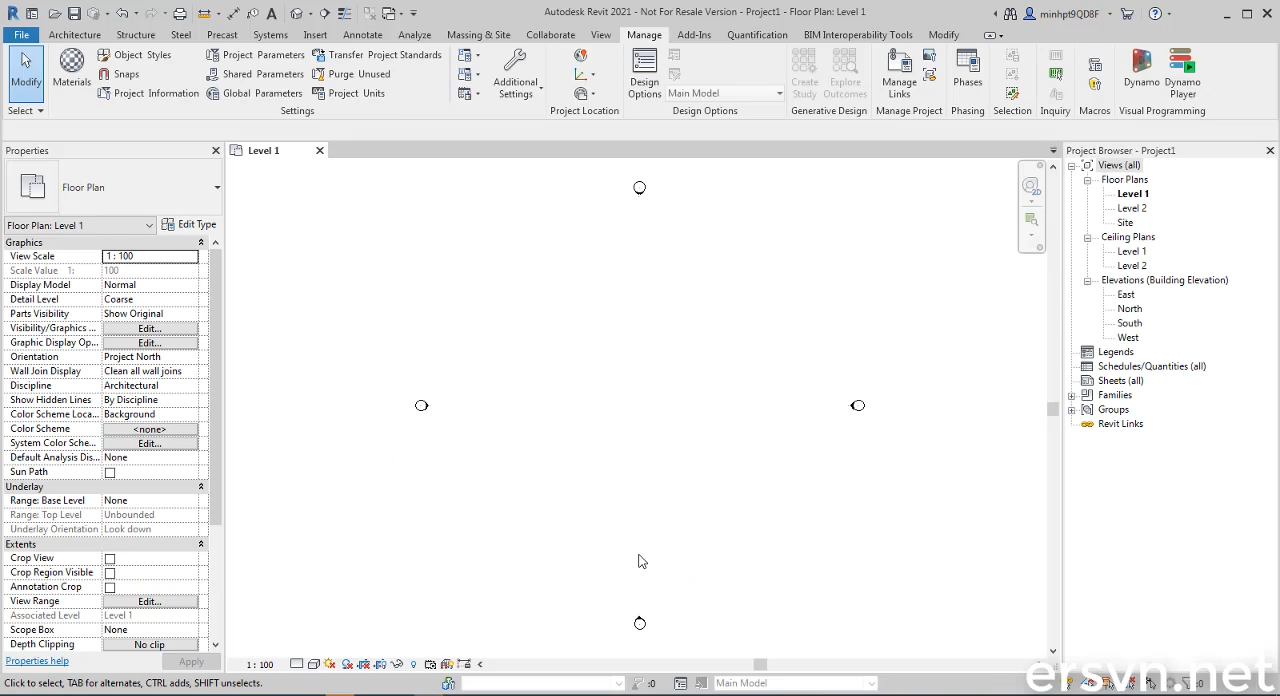 Autodesk Revit 2021 - Not For Resale Version - Project1 - Floor Plan: Level 1
minhpt9QD8F
File Architecture Structure Steel Precast Systems Insert Annotate Analyze Massing & Site Collaborate View Manage Add-Ins Quantification BIM Interoperability Tools Modify
Modify
Select
Materials
Object Styles
Snaps
Project Information
Project Parameters
Shared Parameters
Global Parameters
Transfer Project Standards
Purge Unused
Project Units
Additional
Settings
Settings
Project Location
Design
Options
Main Model
Design Options
Create
Study
Explore
Outcomes
Generative Design
Manage
Links
Manage Project
Phases
Phasing
Selection
Inquiry
Macros
Dynamo
Dynamo
Player
Visual Programming
Properties
Floor Plan
Floor Plan: Level 1
Edit Type
Graphics
View Scale 1 : 100
Scale Value 1: 100
Display Model Normal
Detail Level Coarse
Parts Visibility Show Original
Visibility/Graphics ... Edit...
Graphic Display Op... Edit...
Orientation Project North
Wall Join Display Clean all wall joins
Discipline Architectural
Show Hidden Lines By Discipline
Color Scheme Loca... Background
Color Scheme <none>
System Color Sche... Edit...
Default Analysis Dis... None
Sun Path
Underlay
Range: Base Level None
Range: Top Level Unbounded
Underlay Orientation Look down
Extents
Crop View
Crop Region Visible
Annotation Crop
View Range Edit...
Associated Level Level 1
Scope Box None
Depth Clipping No clip
Properties help
Apply
Level 1
2D
1 : 100
Project Browser - Project1
Views (all)
Floor Plans
Level 1
Level 2
Site
Ceiling Plans
Level 1
Level 2
Elevations (Building Elevation)
East
North
South
West
Legends
Schedules/Quantities (all)
Sheets (all)
Families
Groups
Revit Links
Click to select, TAB for alternates, CTRL adds, SHIFT unselects.
:0
Main Model
:0
ersvn.net